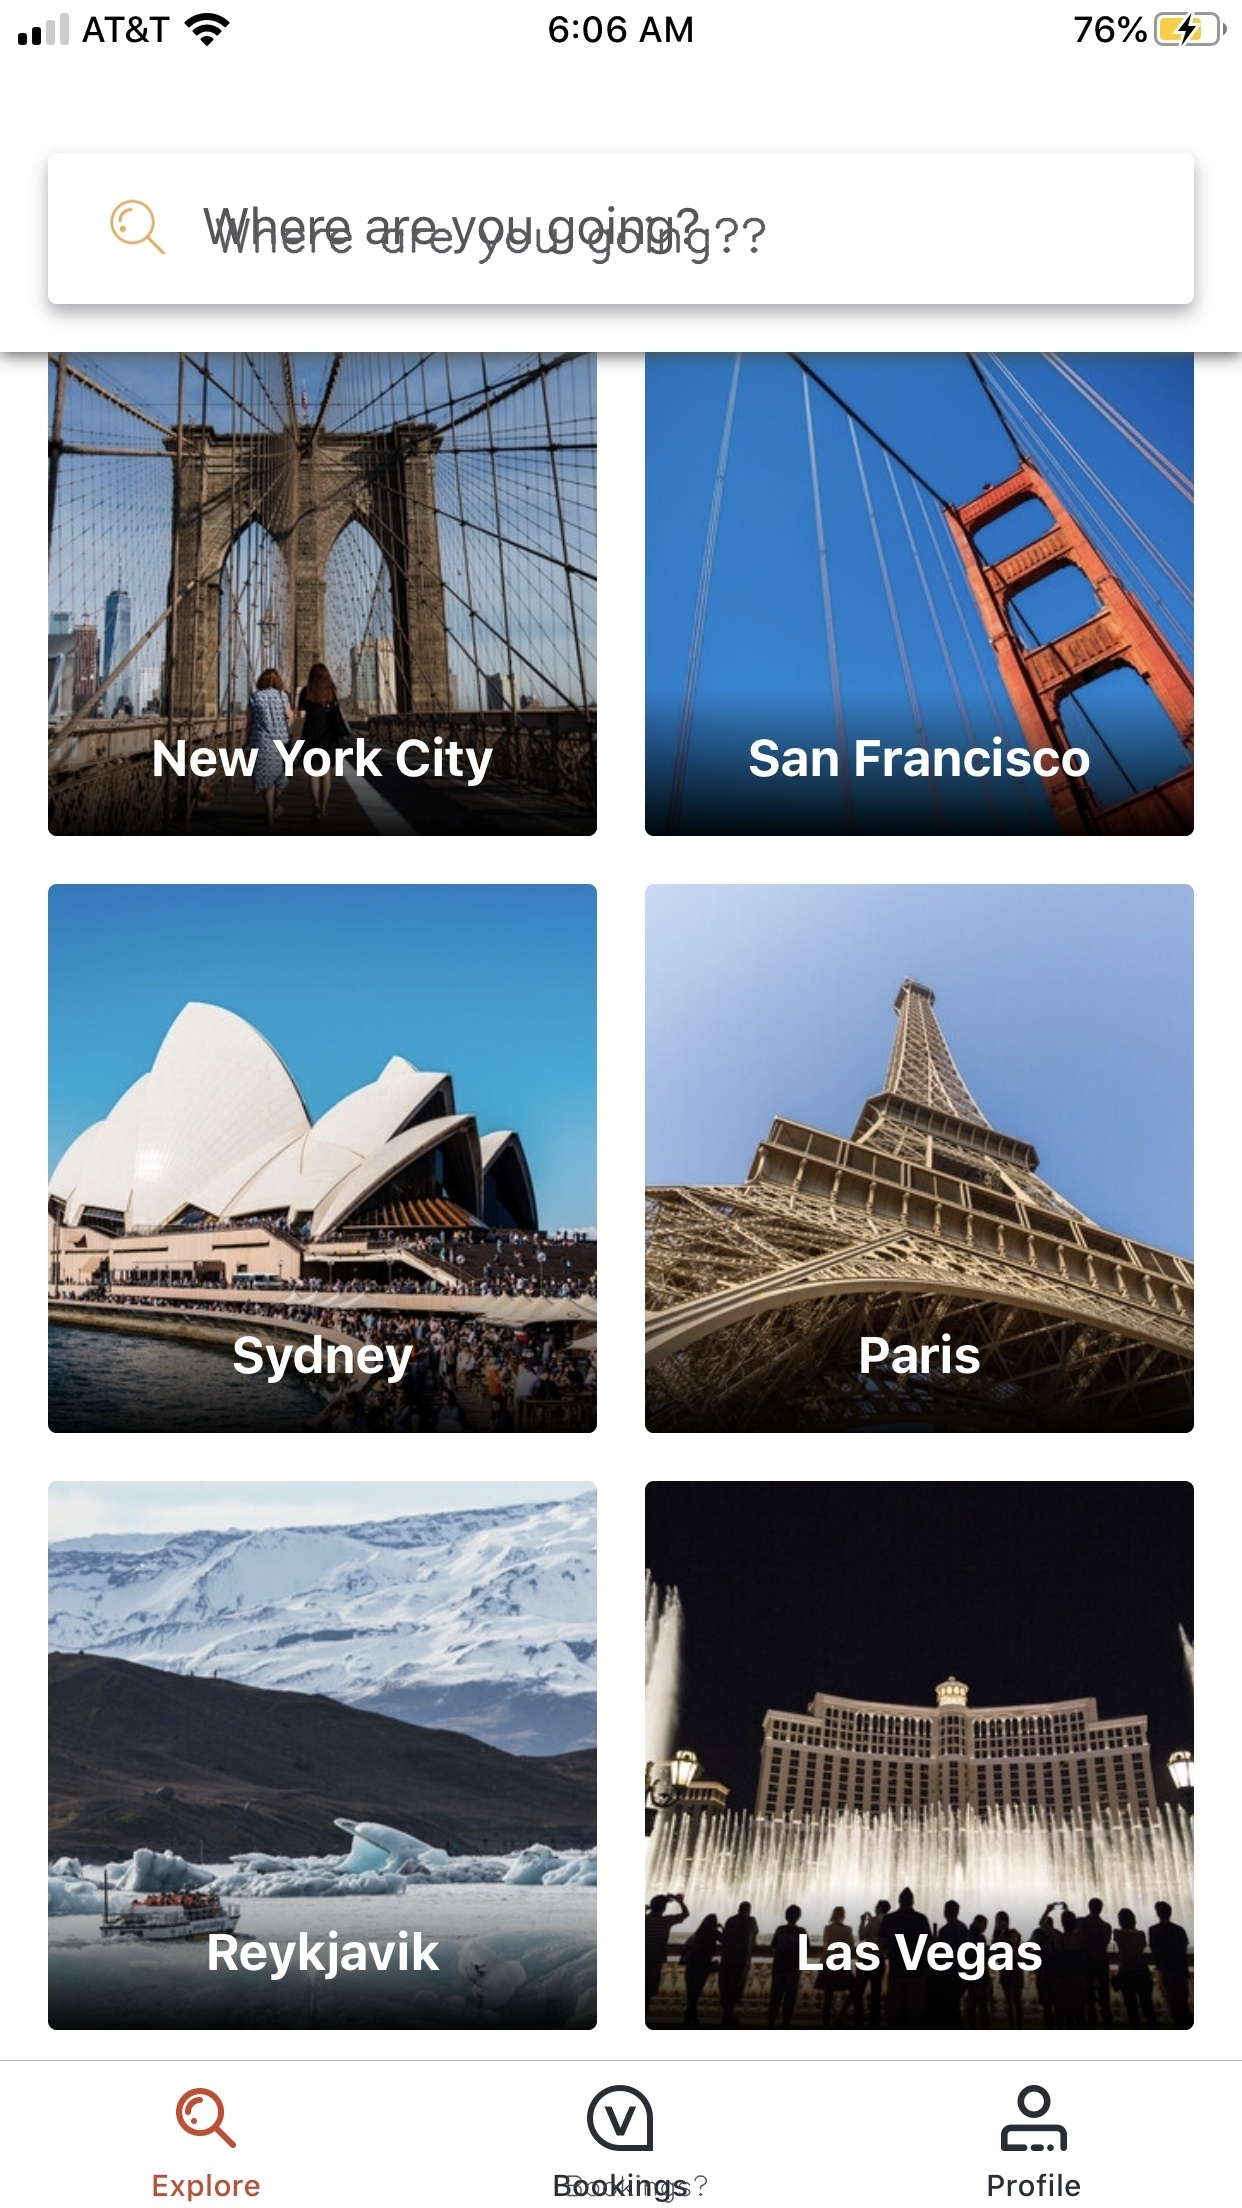 AT&T
6:06 AM
76%
Where are you going?
Where are you going??
New York City
San Francisco
Sydney
Paris
Reykjavik
Las Vegas
Explore
Bookings
Bookings?
Profile